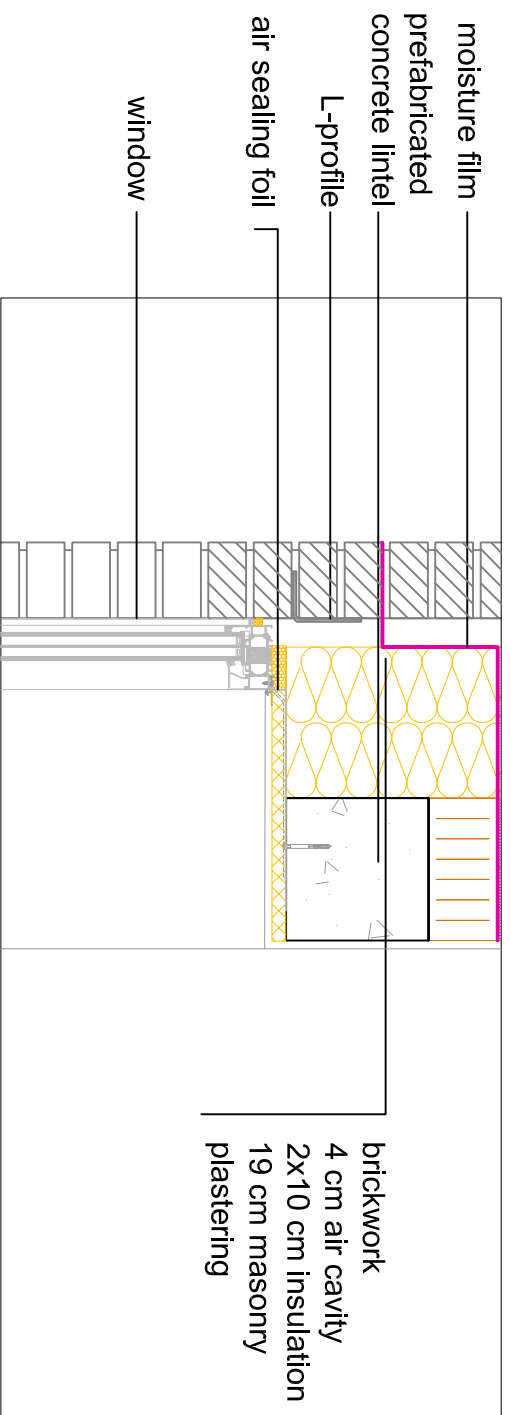 moisture film
prefabricated
concrete lintel
L-profile
air sealing foil
window
brickwork
4 cm air cavity
2x10 cm insulation
19 cm masonry
plastering